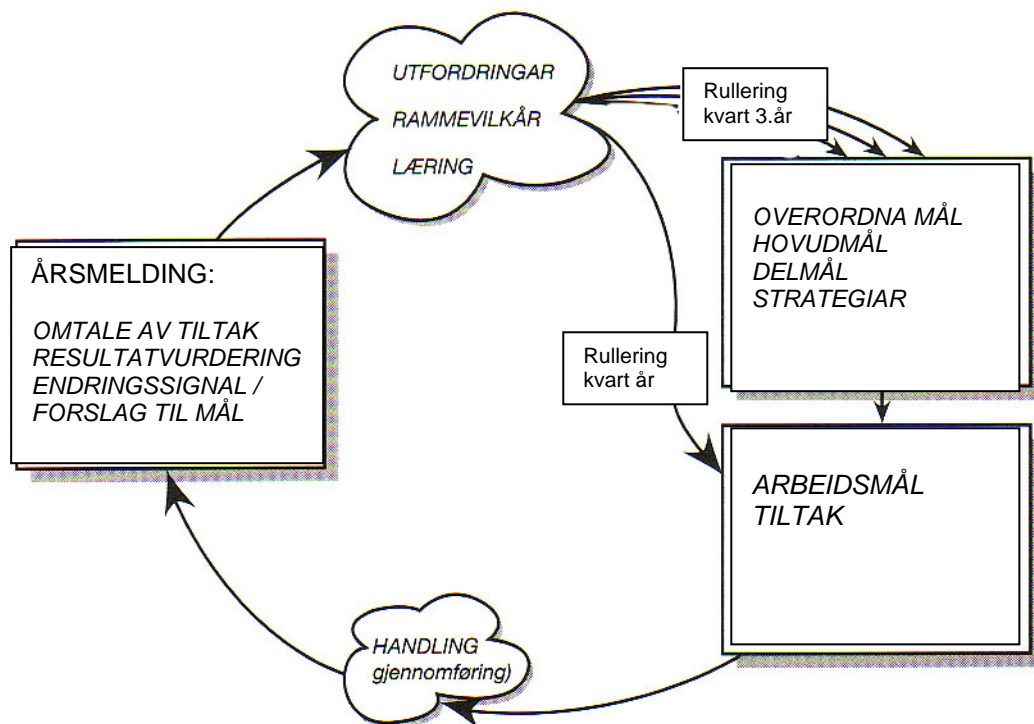 UTFORDRINGAR
RAMMEVILKÅR
LÆRING
Rullering
kvart 3.år
OVERORDNA MÅL
HOVUDMÅL
DELMÅL
STRATEGIAR
ÅRSMELDING:
OMTALE AV TILTAK
RESULTATVURDERING
ENDRINGSSIGNAL /
FORSLAG TIL MÅL
Rullering
kvart år
ARBEIDSMÅL
TILTAK
HANDLING
gjennomføring)